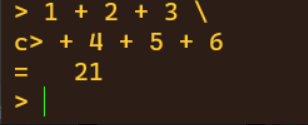 > 1 + 2 + 3 \
c> + 4 + 5 + 6
=   21
>